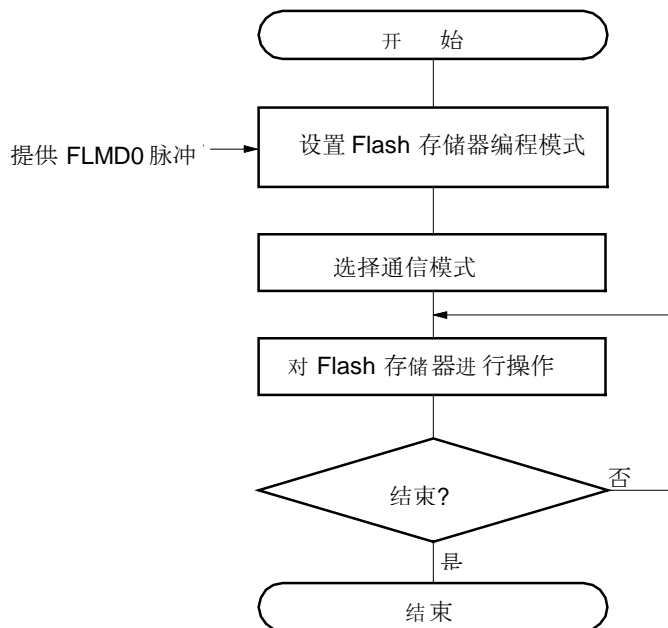 开 始
提供 FLMD0 脉冲
设置 Flash 存储器编程模式
选择通信模式
对 Flash 存储器进行操作
结束?
否
是
结束